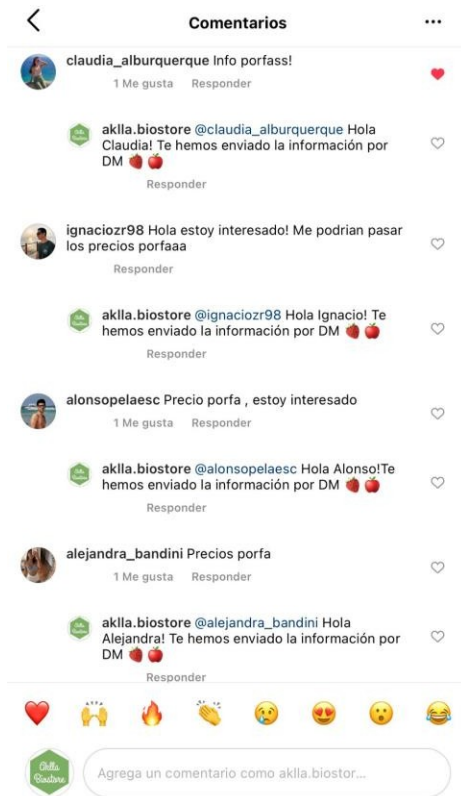 Comentarios
claudia_alburquerque Info porfass!
1 Me gusta Responder
aklla.biostore @claudia_alburquerque Hola
Claudia! Te hemos enviado la información por
DM 🍓 🍎
Responder
ignaciozr98 Hola estoy interesado! Me podrian pasar
los precios porfaaa
Responder
aklla.biostore @ignaciozr98 Hola Ignacio! Te
hemos enviado la información por DM 🍓 🍎
Responder
alonsopelaesc Precio porfa , estoy interesado
1 Me gusta Responder
aklla.biostore @alonsopelaesc Hola Alonso!Te
hemos enviado la información por DM 🍓 🍎
Responder
alejandra_bandini Precios porfa
1 Me gusta Responder
aklla.biostore @alejandra_bandini Hola
Alejandra! Te hemos enviado la información por
DM 🍓 🍎
Responder
Aklla
Biostore
Agrega un comentario como aklla.biostor...